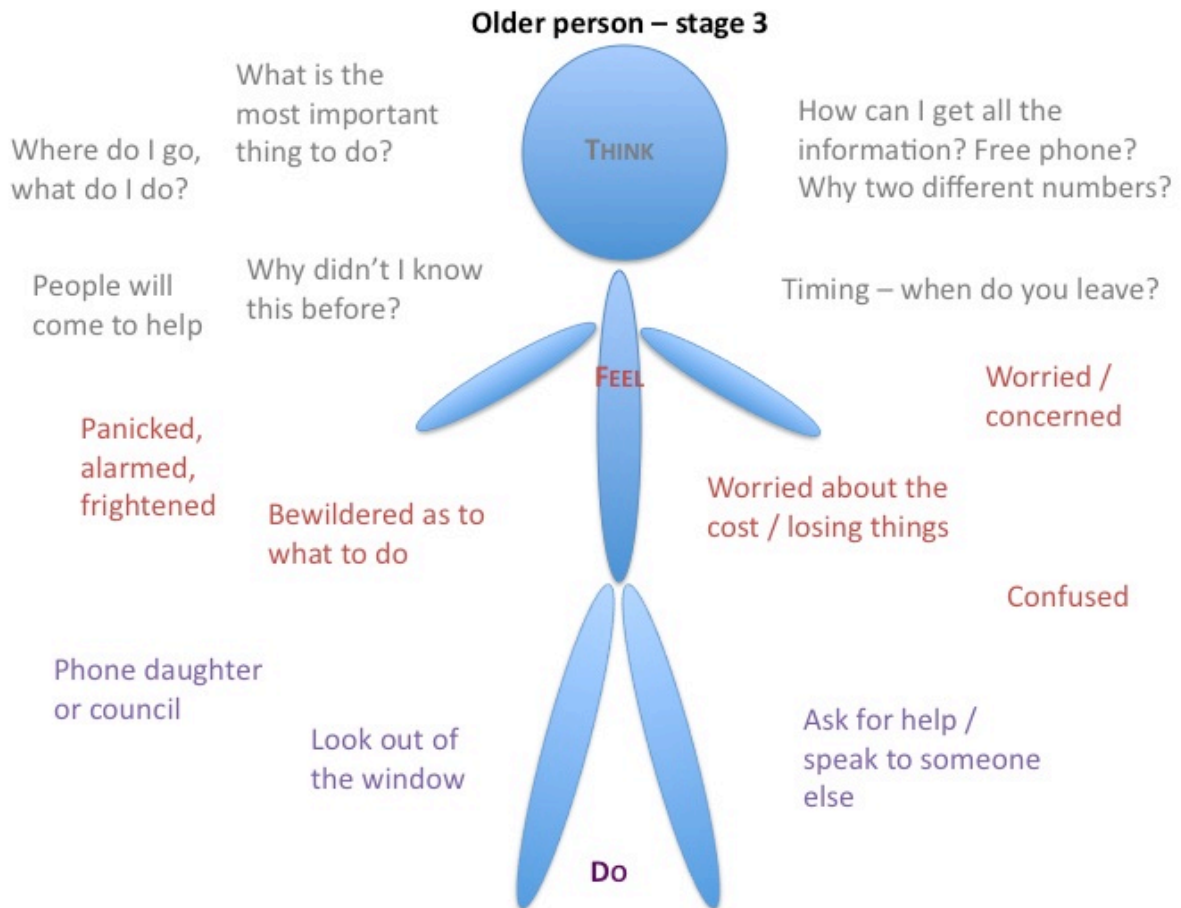 Older person – stage 3
What is the
most important
thing to do?
Where do I go,
what do I do?
THINK
How can I get all the
information? Free phone?
Why two different numbers?
People will
come to help
Why didn't I know
this before?
Timing – when do you leave?
FEEL
Worried /
concerned
Panicked,
alarmed,
frightened
Bewildered as to
what to do
Worried about the
cost / losing things
Confused
Phone daughter
or council
Look out of
the window
Ask for help /
speak to someone
else
Do